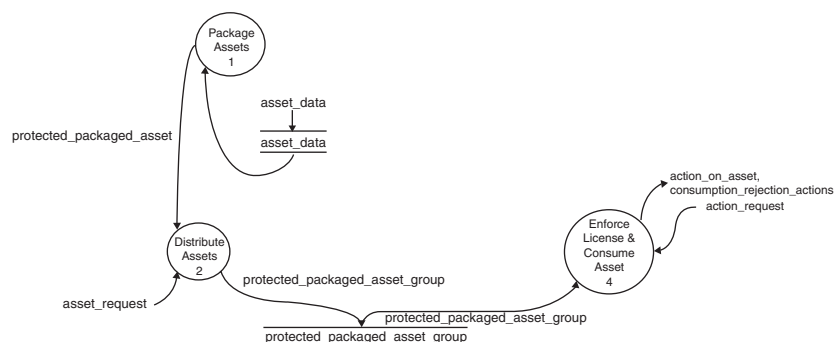 Package
Assets
1
asset_data
asset_data
protected_packaged_asset
action_on_asset,
consumption_rejection_actions
action_request
Enforce
License &
Consume
Asset
4
Distribute
Assets
2
protected_packaged_asset_group
asset_request
protected_packaged_asset_group
protected_packaged_asset_group